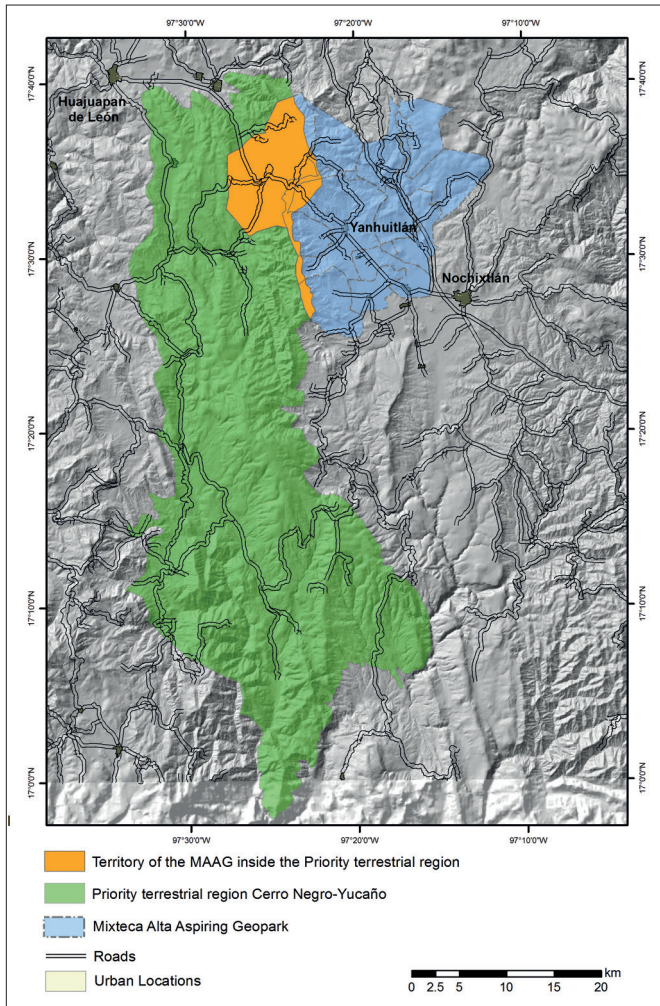 97°30'0"W 97°20'0"W 97°10'0"W
17°40'0"N 17°40'0"N
Huajuapan
de León
Yanhuitlán
17°30'0"N 17°30'0"N
Nochixtlán
17°20'0"N 17°20'0"N
17°10'0"N 17°10'0"N
17°0'0"N 17°0'0"N
97°30'0"W 97°20'0"W 97°10'0"W
Territory of the MAAG inside the Priority terrestrial region
Priority terrestrial region Cerro Negro-Yucaño
Mixteca Alta Aspiring Geopark
Roads
Urban Locations
km
0 2.5 5 10 15 20